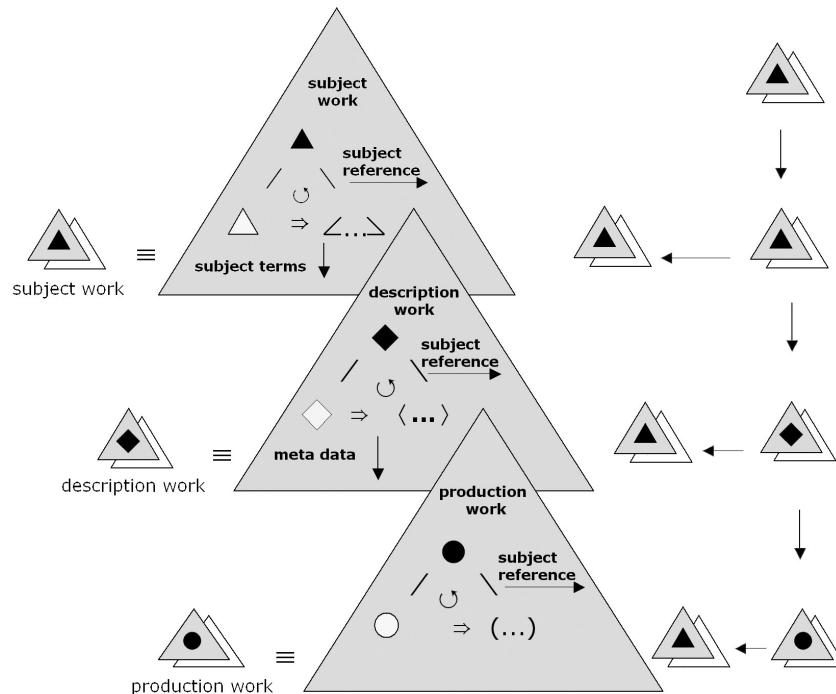 subject
work
subject
reference
⇒ <...>
subject terms
≡
subject work
description
work
subject
reference
⇒ ⟨...⟩
meta data
≡
description work
production
work
subject
reference
⇒ (...)
≡
production work